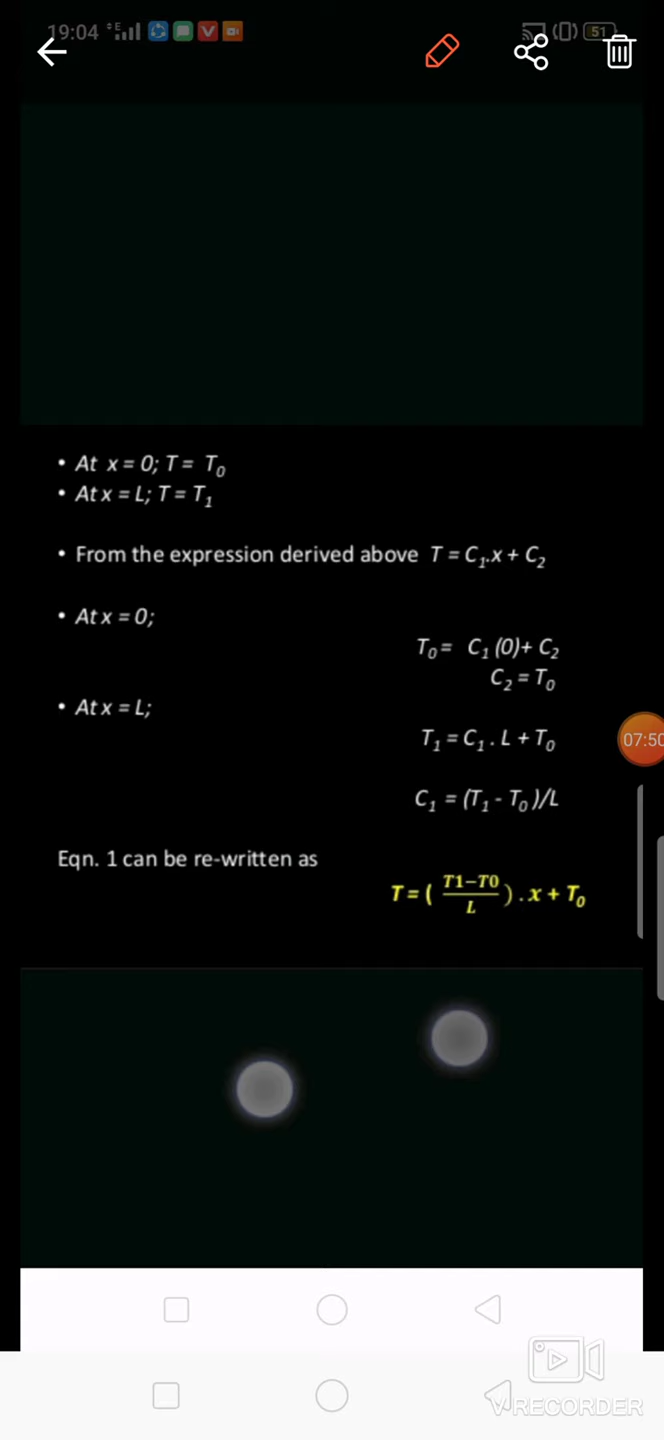 19:04
51
• At x = 0; T = T₀
• At x = L; T = T₁
• From the expression derived above T = C₁.x + C₂
• At x = 0;
T₀ = C₁ (0)+ C₂
C₂ = T₀
• At x = L;
07:50
T₁ = C₁ . L + T₀
C₁ = (T₁ - T₀)/L
Eqn. 1 can be re-written as
T = ( T1−T0/L ) . x + T₀
VRECORDER